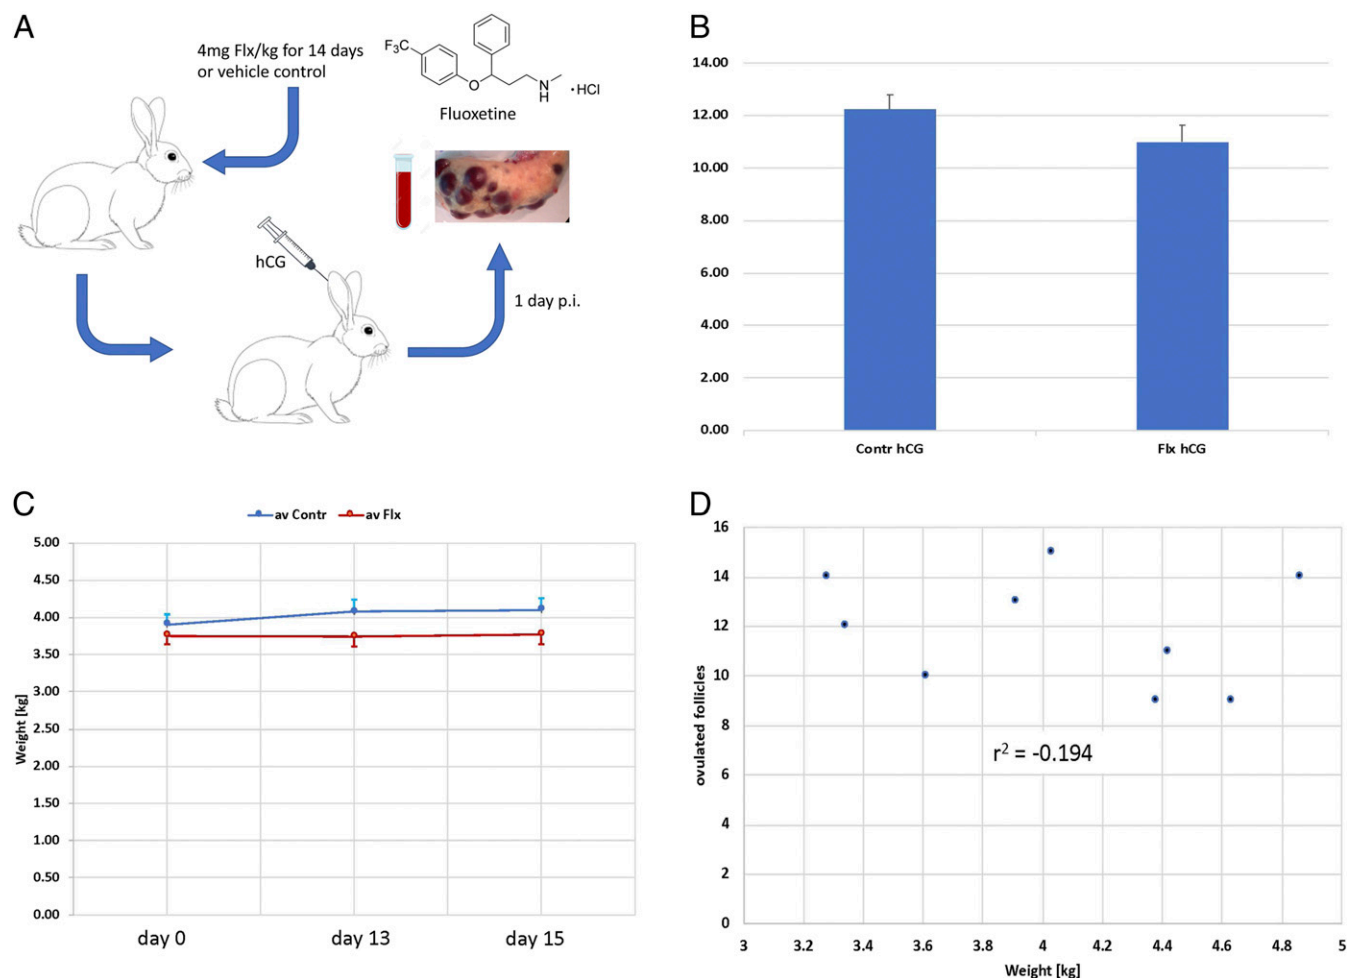 A
4mg Flx/kg for 14 days
or vehicle control
F₃C
O
N
H
·HCl
Fluoxetine
hCG
1 day p.i.
B
14.00
12.00
10.00
8.00
6.00
4.00
2.00
0.00
Contr hCG
Flx hCG
C
av Contr
av Flx
Weight [kg]
5.00
4.50
4.00
3.50
3.00
2.50
2.00
1.50
1.00
0.50
0.00
day 0
day 13
day 15
D
ovulated follicles
16
14
12
10
8
6
4
2
0
r² = -0.194
3
3.2
3.4
3.6
3.8
4
4.2
4.4
4.6
4.8
5
Weight [kg]